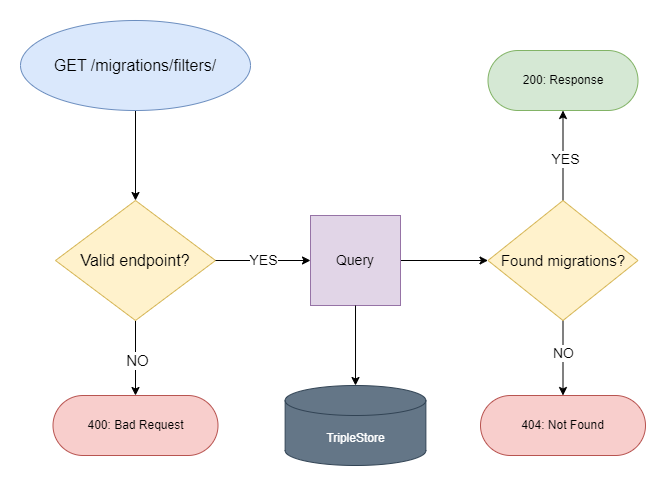 GET /migrations/filters/
200: Response
YES
Valid endpoint?
YES
Query
Found migrations?
NO
NO
400: Bad Request
TripleStore
404: Not Found